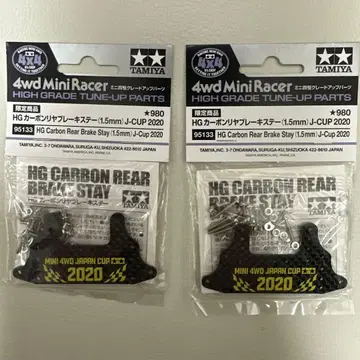 4X4
TAMIYA
4wd Mini Racer ミニ四駆グレードアップパーツ
HIGH GRADE TUNE-UP PARTS
限定商品 ★980
HG カーボンリヤブレーキステー(1.5mm) J-CUP 2020
95133 HG Carbon Rear Brake Stay (1.5mm) J-Cup 2020
TAMIYA, INC. 3-7 ONDAWARA, SURUGA-KU, SHIZUOKA 422-8610 JAPAN
HG CARBON REAR
BRAKE STAY
MINI 4WD JAPAN CUP
2020
4X4
TAMIYA
4wd Mini Racer ミニ四駆グレードアップパーツ
HIGH GRADE TUNE-UP PARTS
限定商品 ★980
HG カーボンリヤブレーキステー(1.5mm) J-CUP 2020
95133 HG Carbon Rear Brake Stay (1.5mm) J-Cup 2020
TAMIYA, INC. 3-7 ONDAWARA, SURUGA-KU, SHIZUOKA 422-8610 JAPAN
HG CARBON REAR
BRAKE STAY
MINI 4WD JAPAN CUP
2020